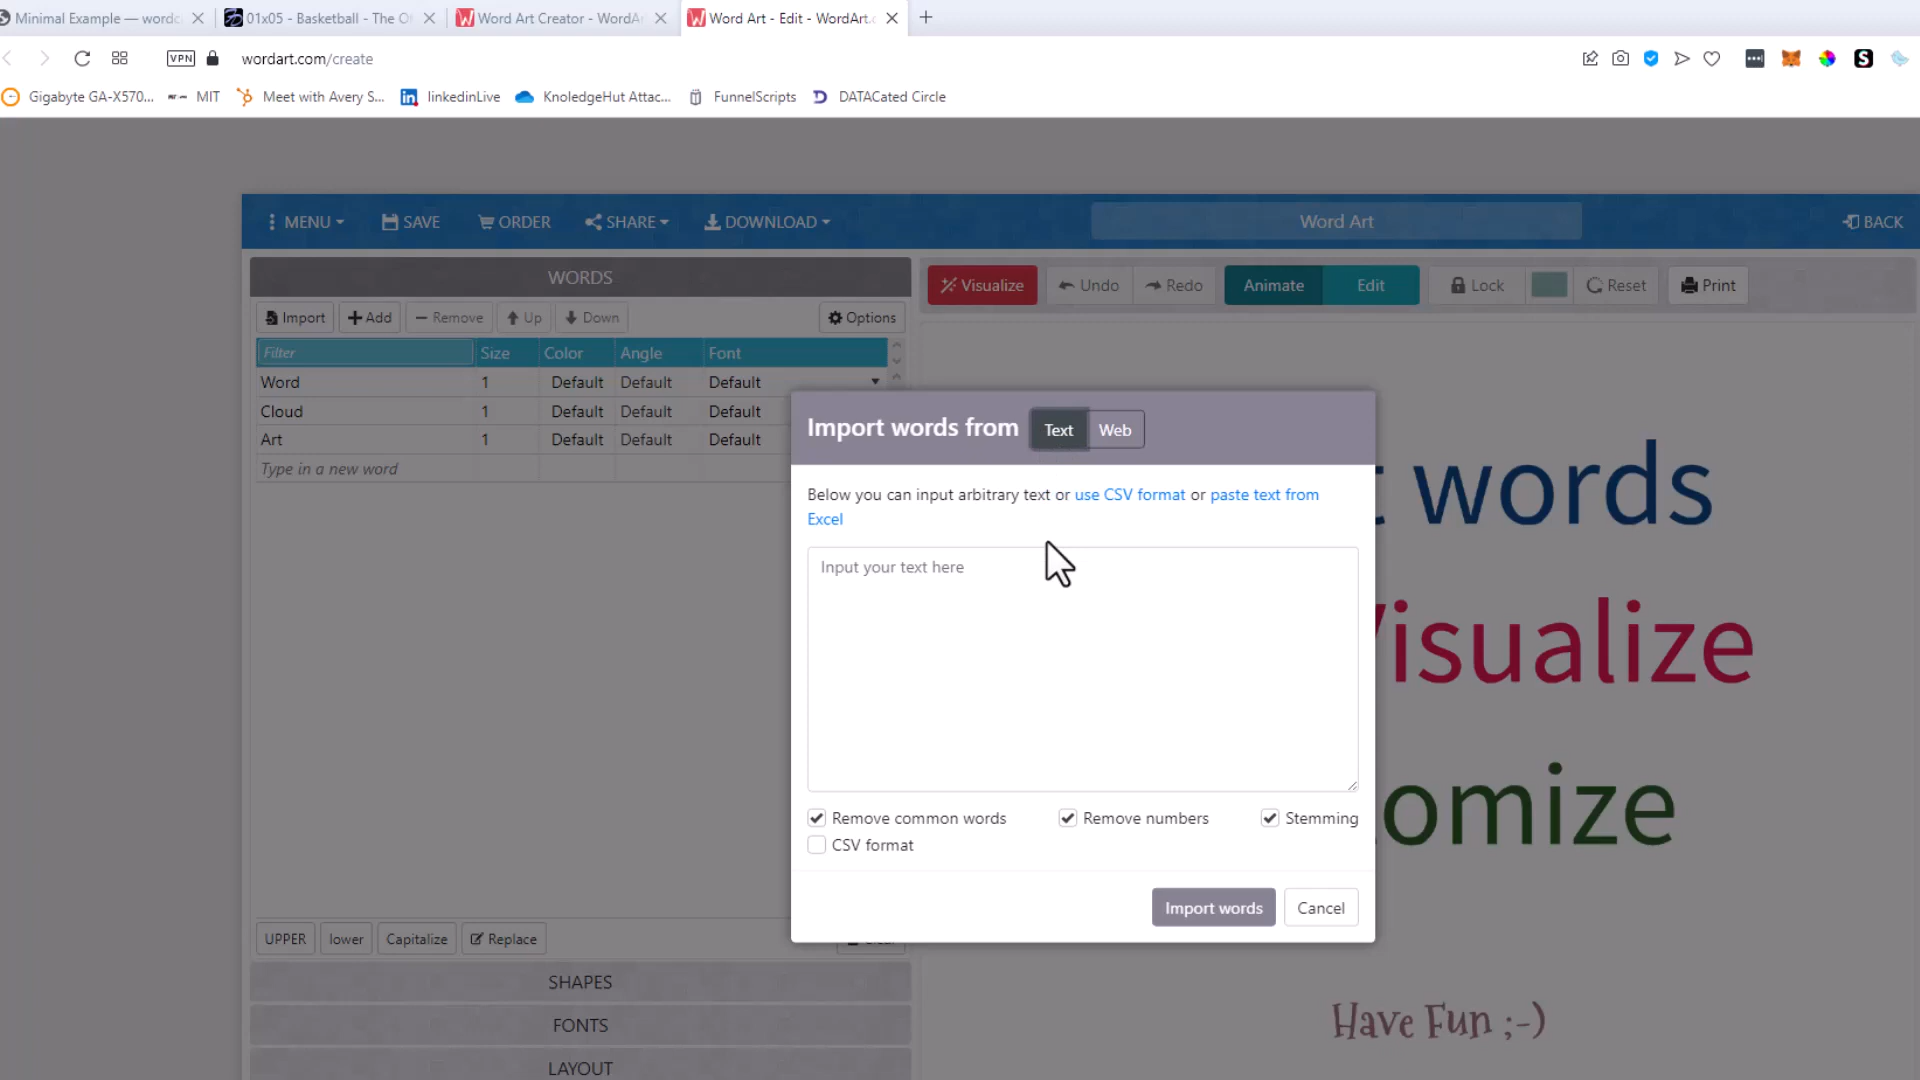 Minimal Example — wordc
01x05 - Basketball - The Of
Word Art Creator - WordA
Word Art - Edit - WordArt.c
VPN
wordart.com/create
Gigabyte GA-X570...
MIT
Meet with Avery S...
linkedinLive
KnoledgeHut Attac...
FunnelScripts
DATACated Circle
MENU
SAVE
ORDER
SHARE
DOWNLOAD
Word Art
BACK
WORDS
Visualize
Undo
Redo
Animate
Edit
Lock
Reset
Print
Import
Add
Remove
Up
Down
Options
Filter Size Color Angle Font
Word 1 Default Default Default
Cloud 1 Default Default Default
Art 1 Default Default Default
Type in a new word
Import words from Text Web
Below you can input arbitrary text or use CSV format or paste text from
Excel
Input your text here
Remove common words Remove numbers Stemming
CSV format
Import words Cancel
words
Visualize
omize
Have Fun ;-)
UPPER lower Capitalize Replace
SHAPES
FONTS
LAYOUT